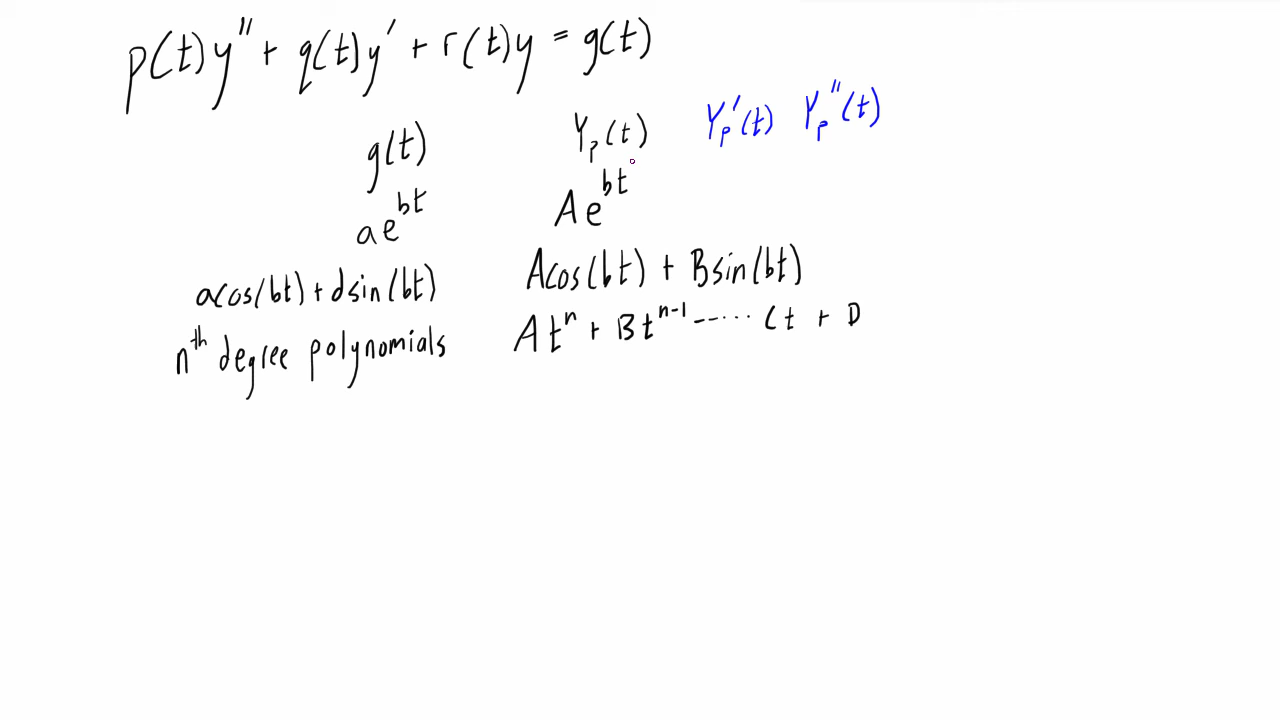 p(t)y'' + q(t)y' + r(t)y = g(t)
g(t) Yₚ(t) Yₚ'(t) Yₚ''(t)
ae^bt Ae^bt
acos(bt) + dsin(bt) Acos(bt) + Bsin(bt)
n^th degree polynomials At^n + Bt^n-1 ------- Ct + D